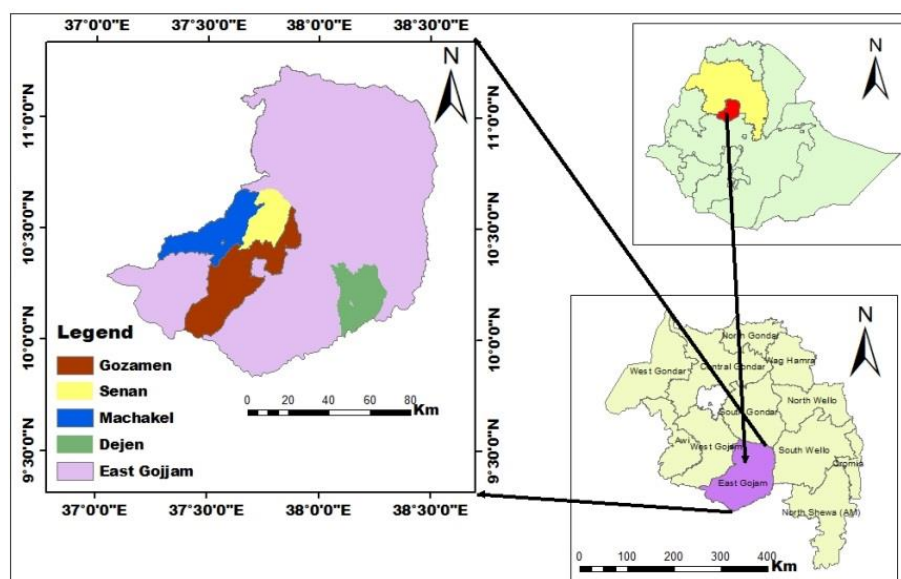 37°0'0"E 37°30'0"E 38°0'0"E 38°30'0"E
N
11°0'0"N
10°30'0"N
10°0'0"N
9°30'0"N
11°0'0"N
10°30'0"N
10°0'0"N
9°30'0"N
Legend
Gozamen
Senan
Machakel
Dejen
East Gojjam
0 20 40 60 80
Km
37°0'0"E 37°30'0"E 38°0'0"E 38°30'0"E
N
N
North Gondar
West Gondar
Central Gondar
Wag Hamra
South Gondar
North Wello
Awi
West Gojam
South Wello
Oromia
East Gojam
North Shewa (AM)
0 100 200 300 400
Km